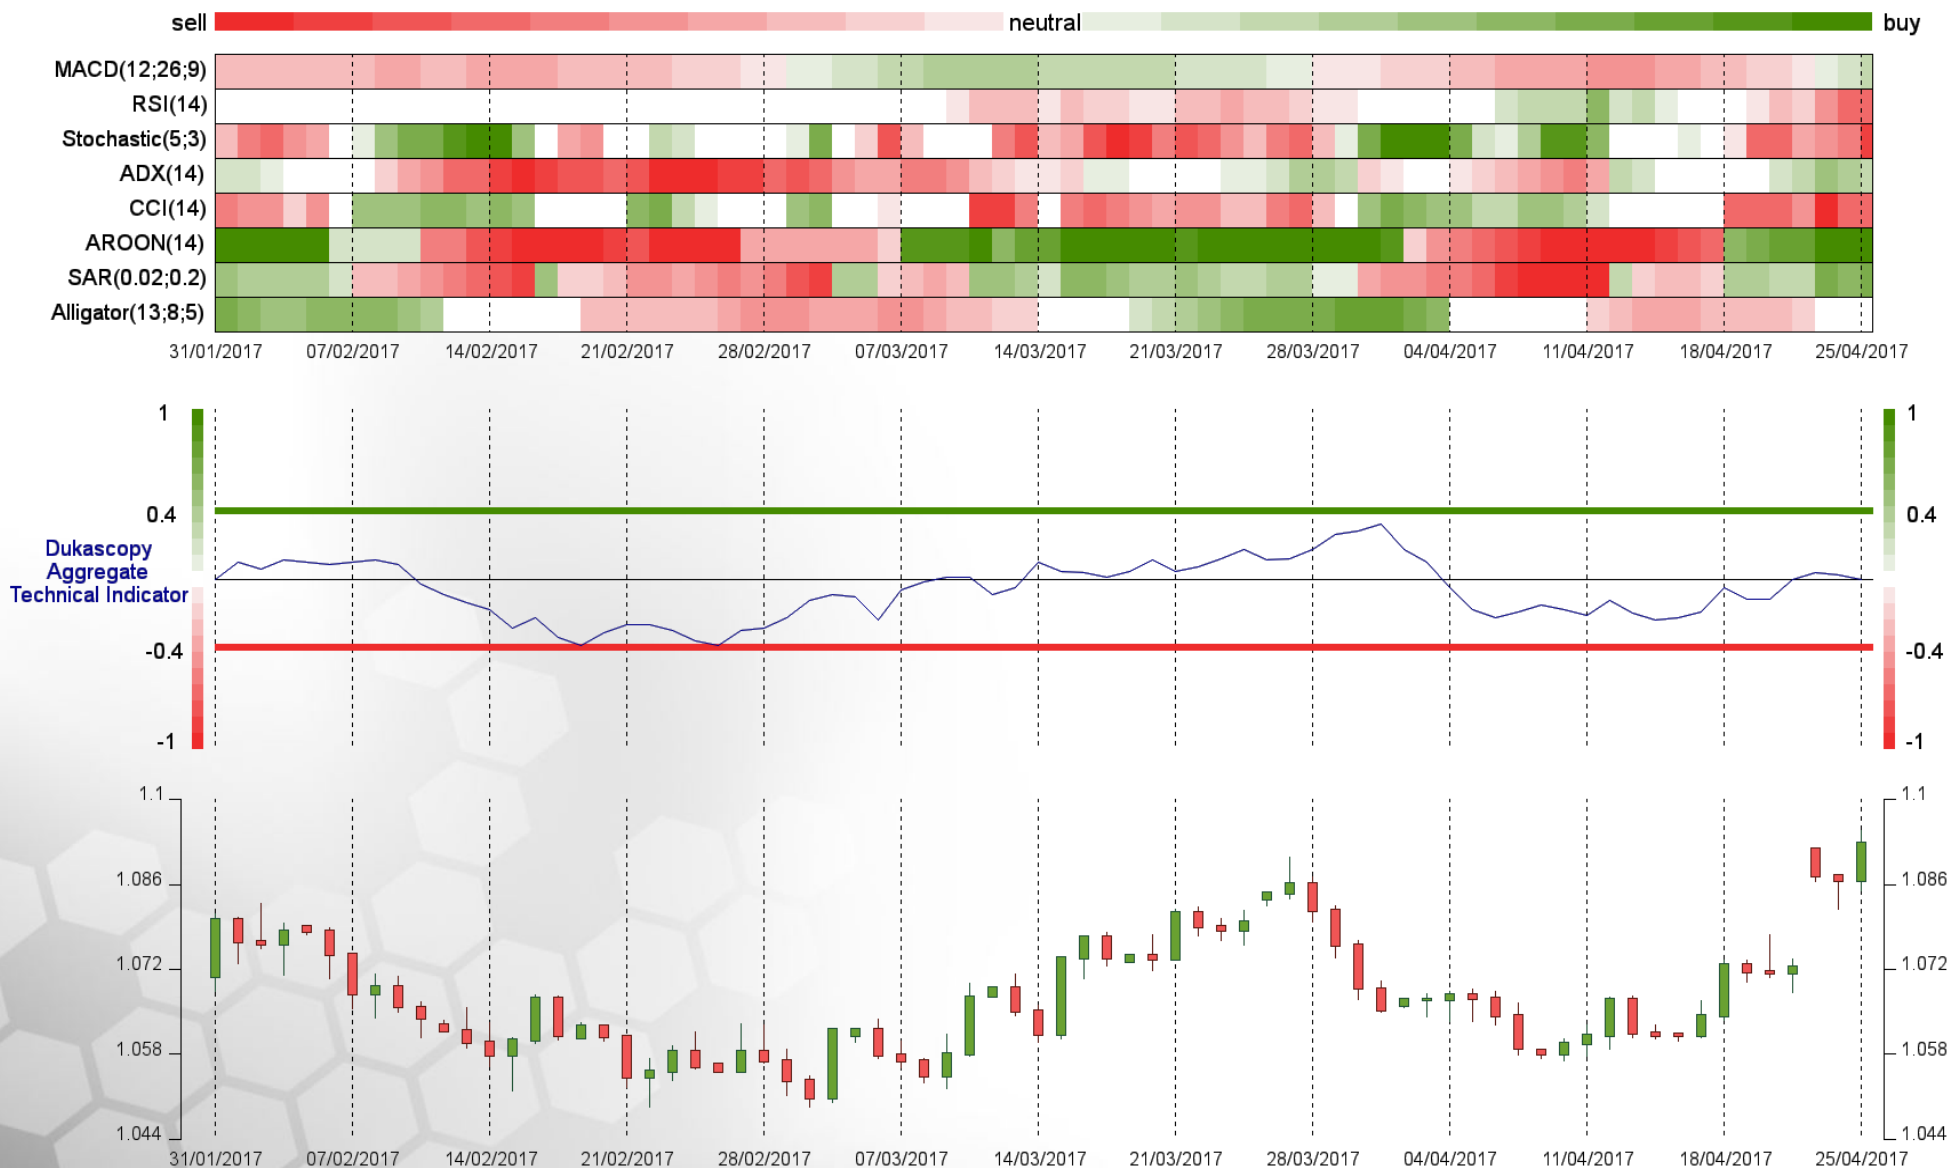 sell neutral buy
MACD(12;26;9)
RSI(14)
Stochastic(5;3)
ADX(14)
CCI(14)
AROON(14)
SAR(0.02;0.2)
Alligator(13;8;5)
31/01/2017 07/02/2017 14/02/2017 21/02/2017 28/02/2017 07/03/2017 14/03/2017 21/03/2017 28/03/2017 04/04/2017 11/04/2017 18/04/2017 25/04/2017
1 1
0.4 0.4
Dukascopy
Aggregate
Technical Indicator
-0.4 -0.4
-1 -1
1.1 1.1
1.086 1.086
1.072 1.072
1.058 1.058
1.044 1.044
31/01/2017 07/02/2017 14/02/2017 21/02/2017 28/02/2017 07/03/2017 14/03/2017 21/03/2017 28/03/2017 04/04/2017 11/04/2017 18/04/2017 25/04/2017